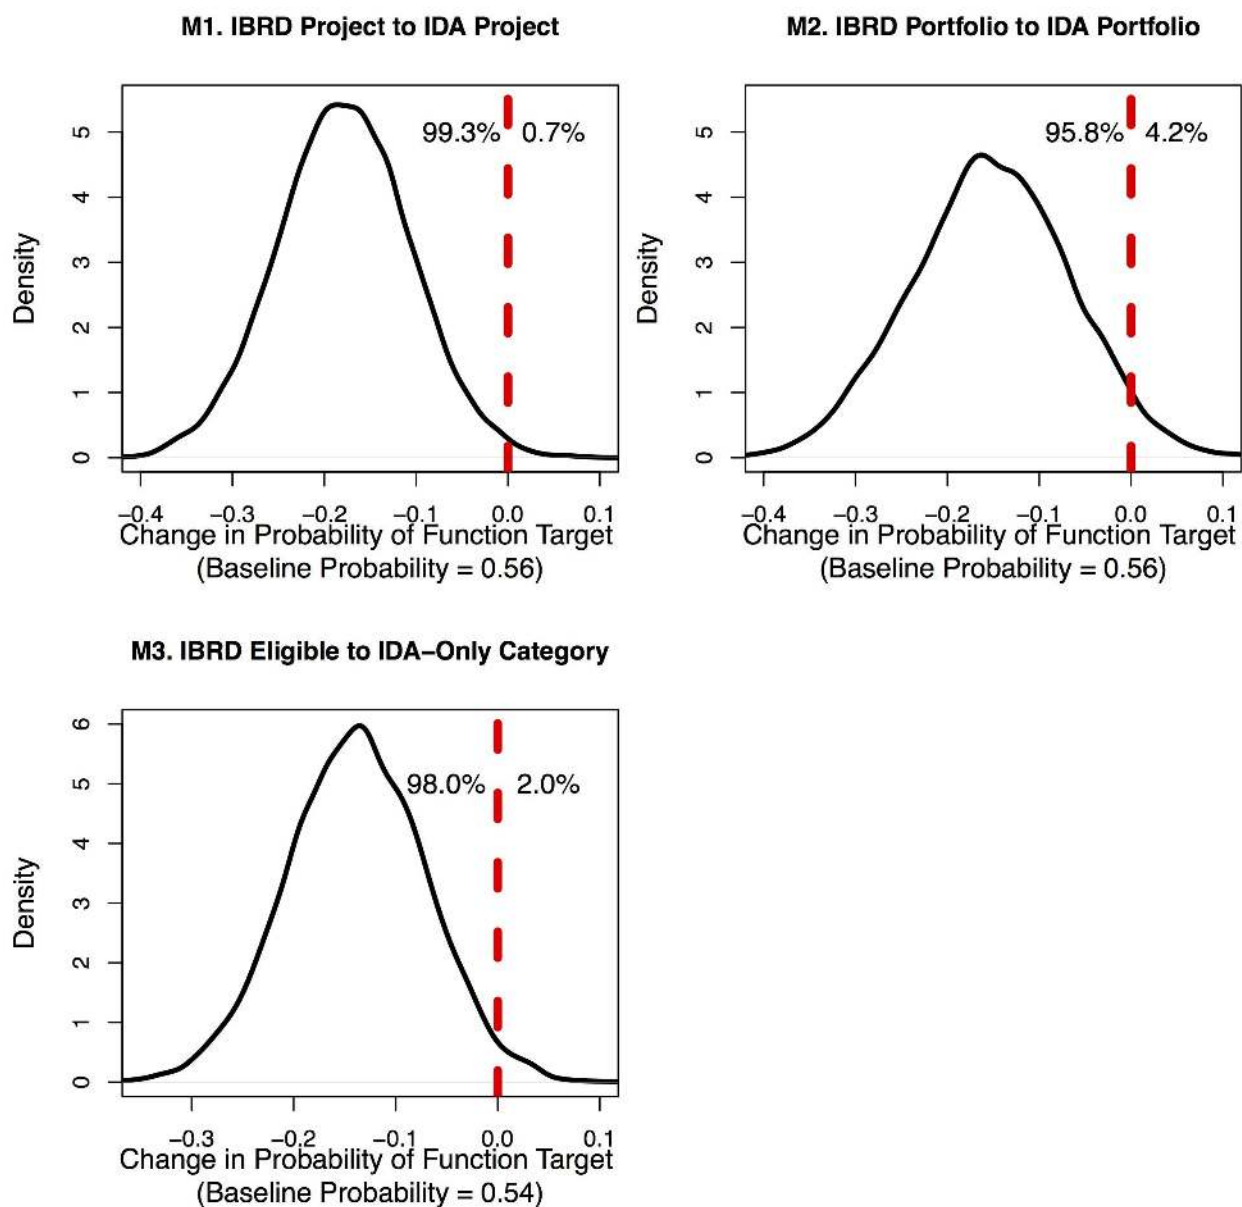 M1. IBRD Project to IDA Project
99.3% 0.7%
Density
0 1 2 3 4 5
−0.4 −0.3 −0.2 −0.1 0.0 0.1
Change in Probability of Function Target
(Baseline Probability = 0.56)
M2. IBRD Portfolio to IDA Portfolio
95.8% 4.2%
Density
0 1 2 3 4 5
−0.4 −0.3 −0.2 −0.1 0.0 0.1
Change in Probability of Function Target
(Baseline Probability = 0.56)
M3. IBRD Eligible to IDA−Only Category
98.0% 2.0%
Density
0 1 2 3 4 5 6
−0.3 −0.2 −0.1 0.0 0.1
Change in Probability of Function Target
(Baseline Probability = 0.54)